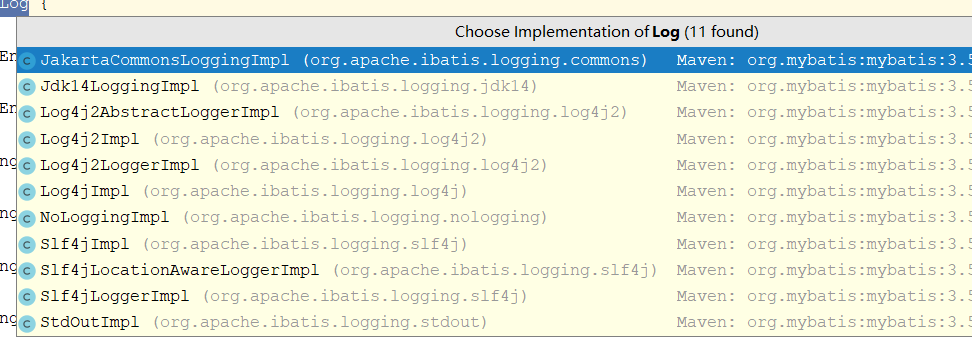 Log {
Choose Implementation of Log (11 found)
JakartaCommonsLoggingImpl (org.apache.ibatis.logging.commons) Maven: org.mybatis:mybatis:3.5
Jdk14LoggingImpl (org.apache.ibatis.logging.jdk14) Maven: org.mybatis:mybatis:3.5
Log4j2AbstractLoggerImpl (org.apache.ibatis.logging.log4j2) Maven: org.mybatis:mybatis:3.5
Log4j2Impl (org.apache.ibatis.logging.log4j2) Maven: org.mybatis:mybatis:3.5
Log4j2LoggerImpl (org.apache.ibatis.logging.log4j2) Maven: org.mybatis:mybatis:3.5
Log4jImpl (org.apache.ibatis.logging.log4j) Maven: org.mybatis:mybatis:3.5
NoLoggingImpl (org.apache.ibatis.logging.nologging) Maven: org.mybatis:mybatis:3.5
Slf4jImpl (org.apache.ibatis.logging.slf4j) Maven: org.mybatis:mybatis:3.5
Slf4jLocationAwareLoggerImpl (org.apache.ibatis.logging.slf4j) Maven: org.mybatis:mybatis:3.5
Slf4jLoggerImpl (org.apache.ibatis.logging.slf4j) Maven: org.mybatis:mybatis:3.5
StdOutImpl (org.apache.ibatis.logging.stdout) Maven: org.mybatis:mybatis:3.5